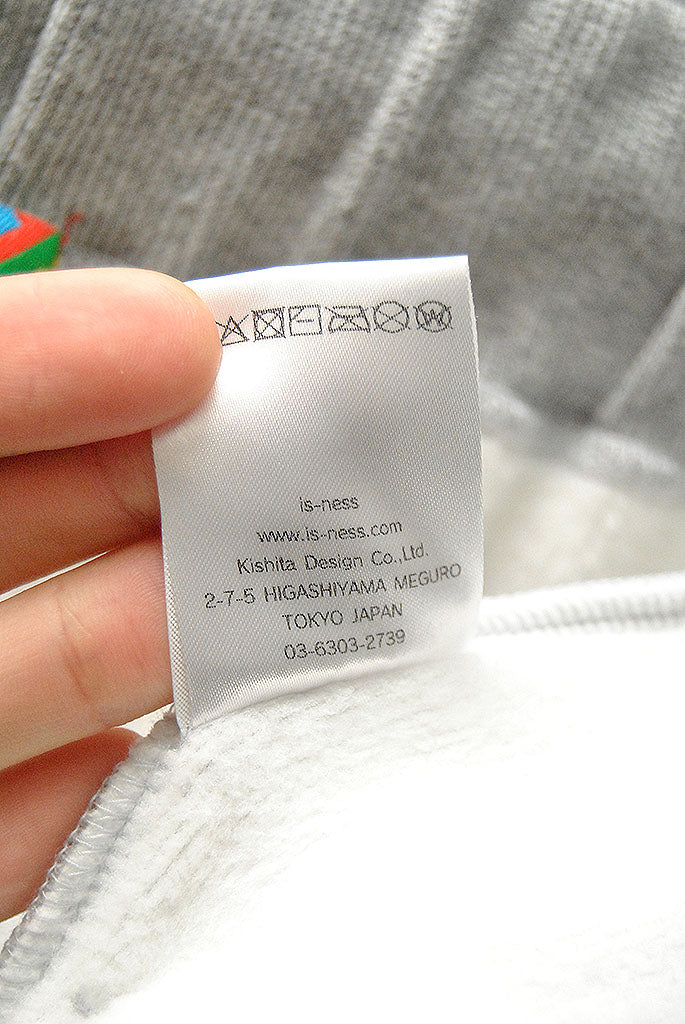 is-ness
www.is-ness.com
Kishita Design Co.,Ltd.
2-7-5 HIGASHIYAMA MEGURO
TOKYO JAPAN
03-6303-2739